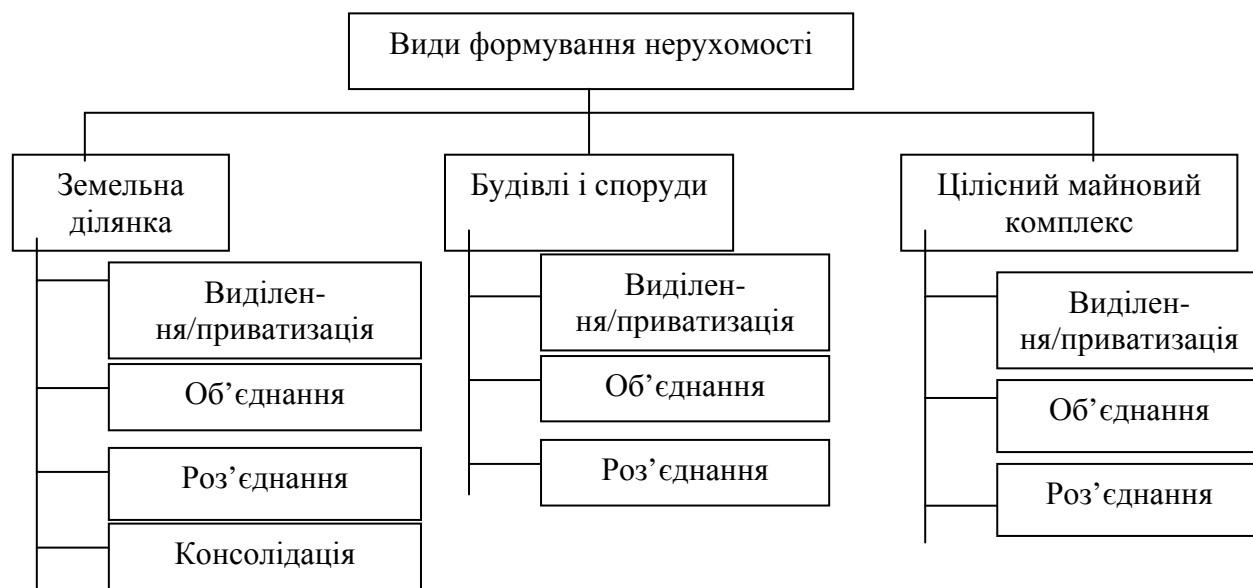 Види формування нерухомості
Земельна
ділянка
Виділен-
ня/приватизація
Об’єднання
Роз’єднання
Консолідація
Будівлі і споруди
Виділен-
ня/приватизація
Об’єднання
Роз’єднання
Цілісний майновий
комплекс
Виділен-
ня/приватизація
Об’єднання
Роз’єднання